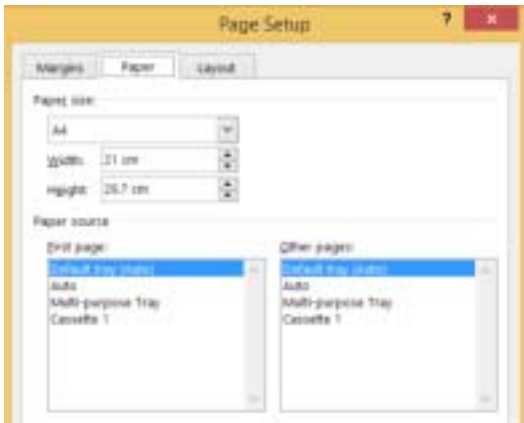 Page Setup ?
Margins Paper Layout
Paper size:
A4
Width: 21 cm
Height: 29.7 cm
Paper source
First page: Other pages:
Default tray (Auto) Default tray (Auto)
Auto Auto
Multi-purpose Tray Multi-purpose Tray
Cassette 1 Cassette 1